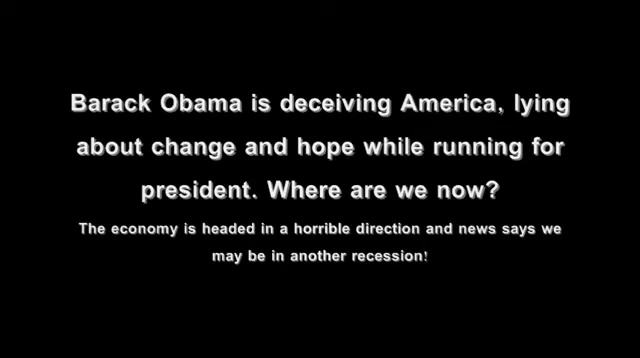 Barack Obama is deceiving America, lying
about change and hope while running for
president. Where are we now?
The economy is headed in a horrible direction and news says we
may be in another recession!